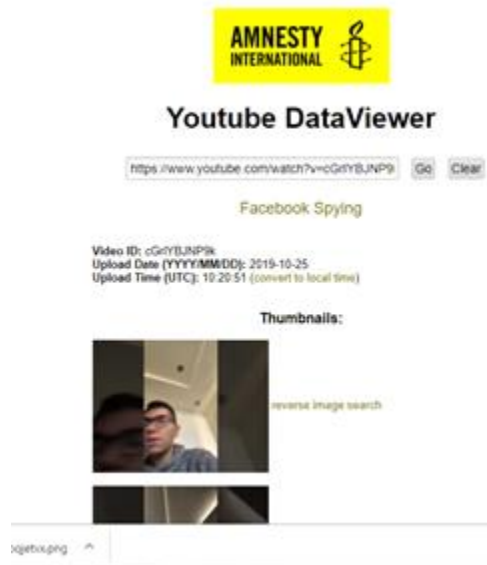 AMNESTY
INTERNATIONAL
Youtube DataViewer
Go Clear
Facebook Spying
Video ID:
Upload Date (YYYY/MM/DD): 2019-10-25
Upload Time (UTC): 10:20:51 (convert to local time)
Thumbnails:
reverse image search